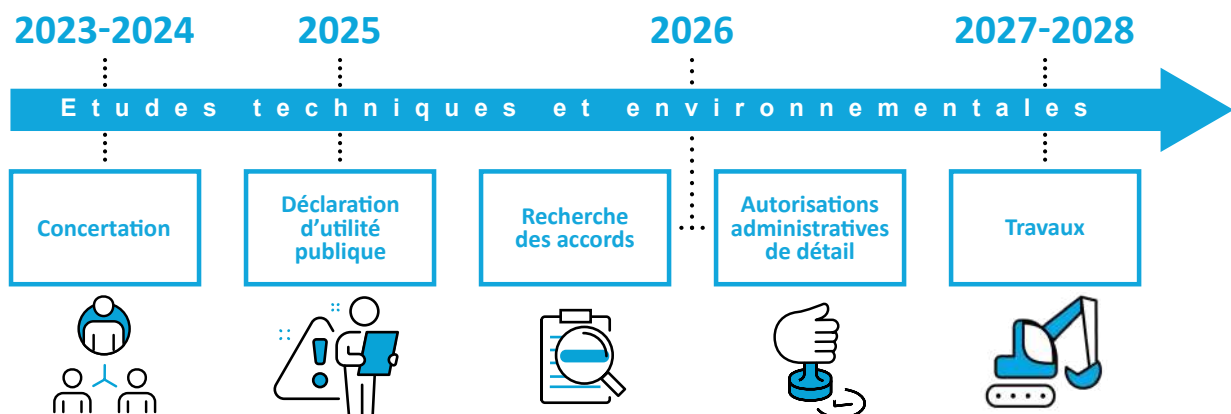 2023-2024
2025
2026
2027-2028
Etudes techniques et environnementales
Concertation
Déclaration
d’utilité
publique
Recherche
des accords
Autorisations
administratives
de détail
Travaux